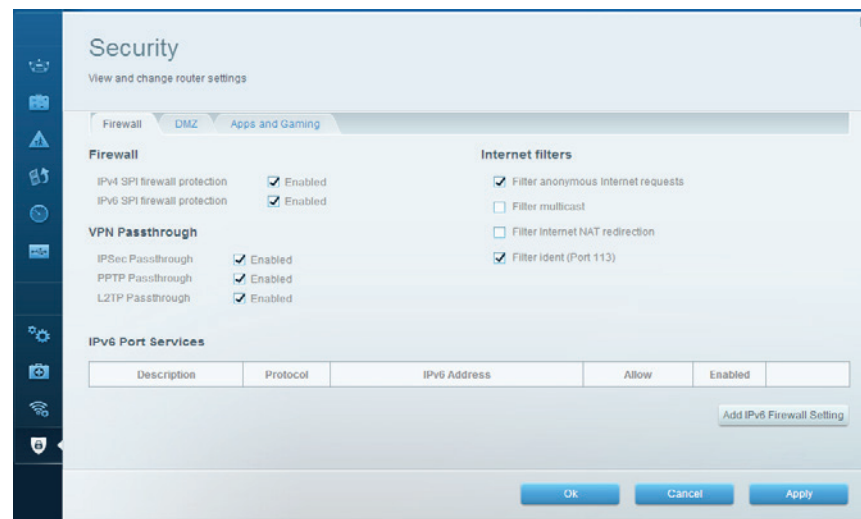 Security
View and change router settings
Firewall DMZ Apps and Gaming
Firewall
IPv4 SPI firewall protection Enabled
IPv6 SPI firewall protection Enabled
VPN Passthrough
IPSec Passthrough Enabled
PPTP Passthrough Enabled
L2TP Passthrough Enabled
Internet filters
Filter anonymous Internet requests
Filter multicast
Filter Internet NAT redirection
Filter ident (Port 113)
IPv6 Port Services
Description Protocol IPv6 Address Allow Enabled
Add IPv6 Firewall Setting
Ok Cancel Apply